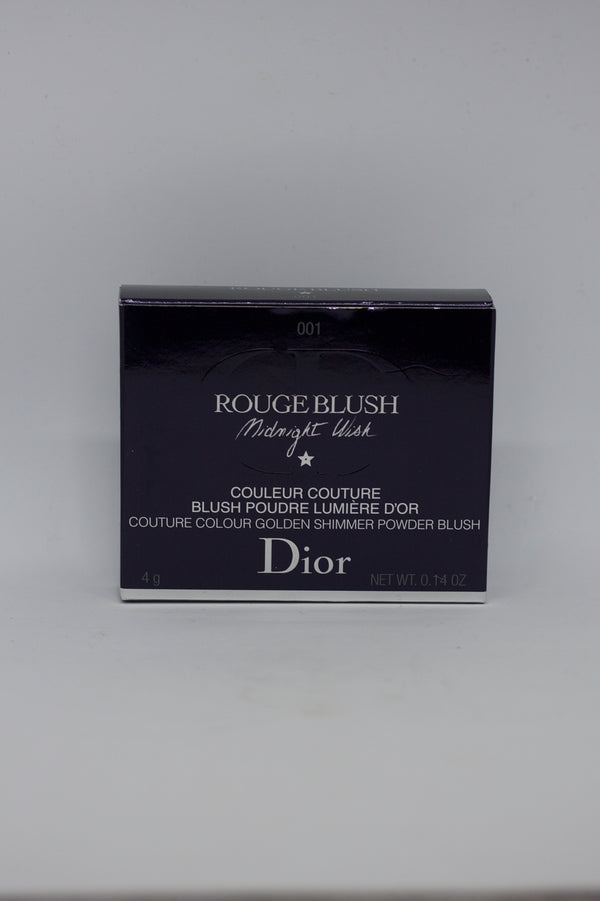 001
ROUGE BLUSH
Midnight Wish
COULEUR COUTURE
BLUSH POUDRE LUMIÈRE D'OR
COUTURE COLOUR GOLDEN SHIMMER POWDER BLUSH
Dior
4 g
NET WT. 0.14 OZ